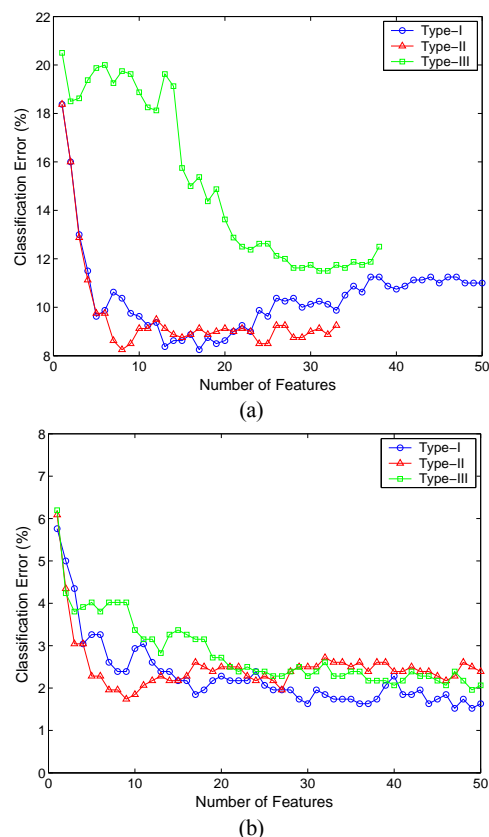 22
20
18
16
14
12
10
8
Classification Error (%)
0
10
20
30
40
50
Number of Features
Type-I
Type-II
Type-III
(a)
8
7
6
5
4
3
2
1
0
Classification Error (%)
0
10
20
30
40
50
Number of Features
Type-I
Type-II
Type-III
(b)